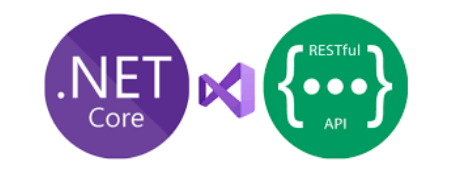 .NET
Core
RESTful
{...}
API